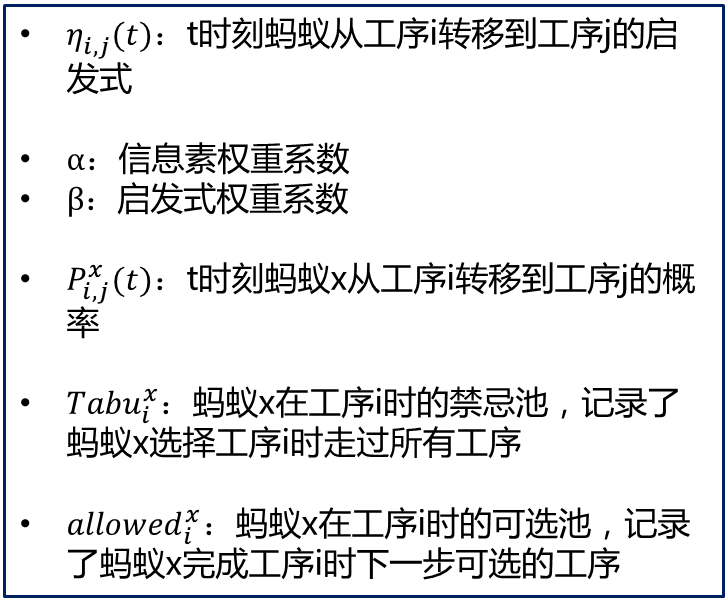 • η_{i,j}(t)：t时刻蚂蚁从工序i转移到工序j的启
发式
• α：信息素权重系数
• β：启发式权重系数
• P^x_{i,j}(t)：t时刻蚂蚁x从工序i转移到工序j的概
率
• Tabu^x_i：蚂蚁x在工序i时的禁忌池，记录了
蚂蚁x选择工序i时走过所有工序
• allowed^x_i：蚂蚁x在工序i时的可选池，记录
了蚂蚁x完成工序i时下一步可选的工序